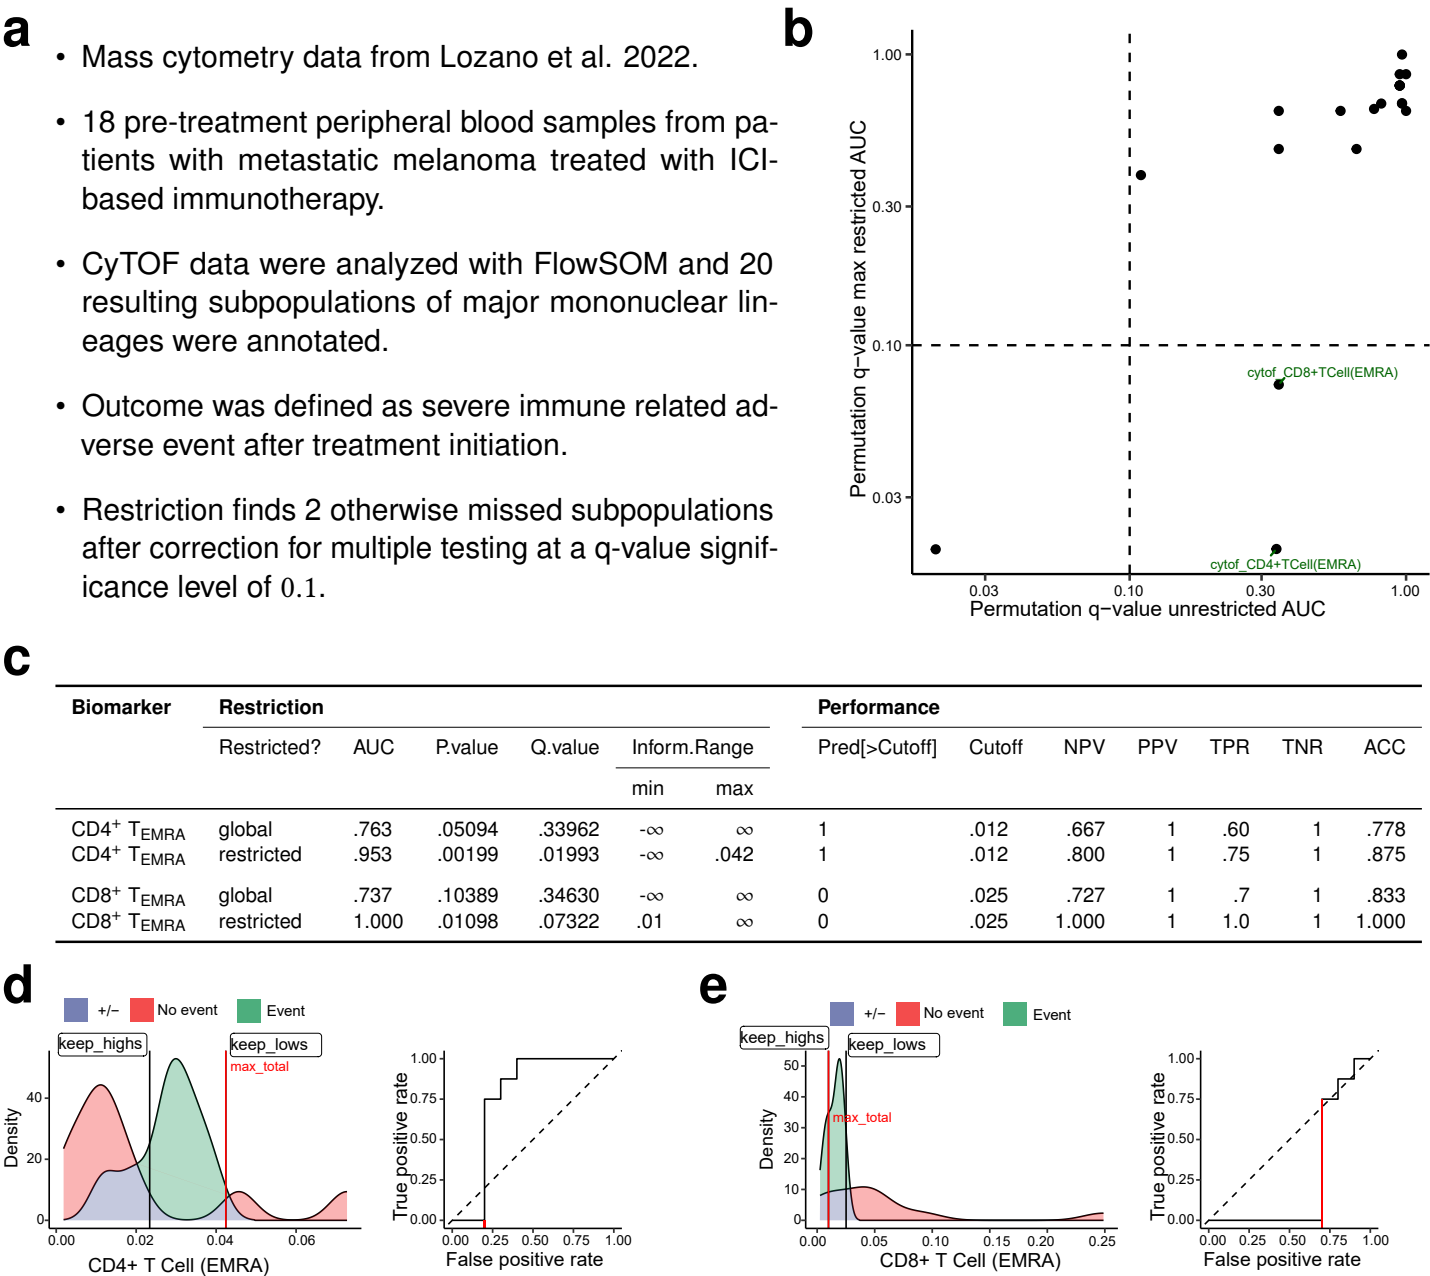 a
• Mass cytometry data from Lozano et al. 2022.
• 18 pre-treatment peripheral blood samples from pa-
tients with metastatic melanoma treated with ICI-
based immunotherapy.
• CyTOF data were analyzed with FlowSOM and 20
resulting subpopulations of major mononuclear lin-
eages were annotated.
• Outcome was defined as severe immune related ad-
verse event after treatment initiation.
• Restriction finds 2 otherwise missed subpopulations
after correction for multiple testing at a q-value signif-
icance level of 0.1.
b
Permutation q−value max restricted AUC
1.00
0.30
0.10
0.03
cytof_CD8+TCell(EMRA)
cytof_CD4+TCell(EMRA)
0.03 0.10 0.30 1.00
Permutation q−value unrestricted AUC
c
Biomarker Restriction Performance
Restricted? AUC P.value Q.value Inform.Range Pred[>Cutoff] Cutoff NPV PPV TPR TNR ACC
min max
CD4+ TEMRA global .763 .05094 .33962 -∞ ∞ 1 .012 .667 1 .60 1 .778
CD4+ TEMRA restricted .953 .00199 .01993 -∞ .042 1 .012 .800 1 .75 1 .875
CD8+ TEMRA global .737 .10389 .34630 -∞ ∞ 0 .025 .727 1 .7 1 .833
CD8+ TEMRA restricted 1.000 .01098 .07322 .01 ∞ 0 .025 1.000 1 1.0 1 1.000
d
+/− No event Event
keep_highs keep_lows
max_total
Density
40
20
0
0.00 0.02 0.04 0.06
CD4+ T Cell (EMRA)
True positive rate
1.00
0.75
0.50
0.25
0.00
0.00 0.25 0.50 0.75 1.00
False positive rate
e
+/− No event Event
keep_highs keep_lows
max_total
Density
50
40
30
20
10
0
0.00 0.05 0.10 0.15 0.20 0.25
CD8+ T Cell (EMRA)
True positive rate
1.00
0.75
0.50
0.25
0.00
0.00 0.25 0.50 0.75 1.00
False positive rate